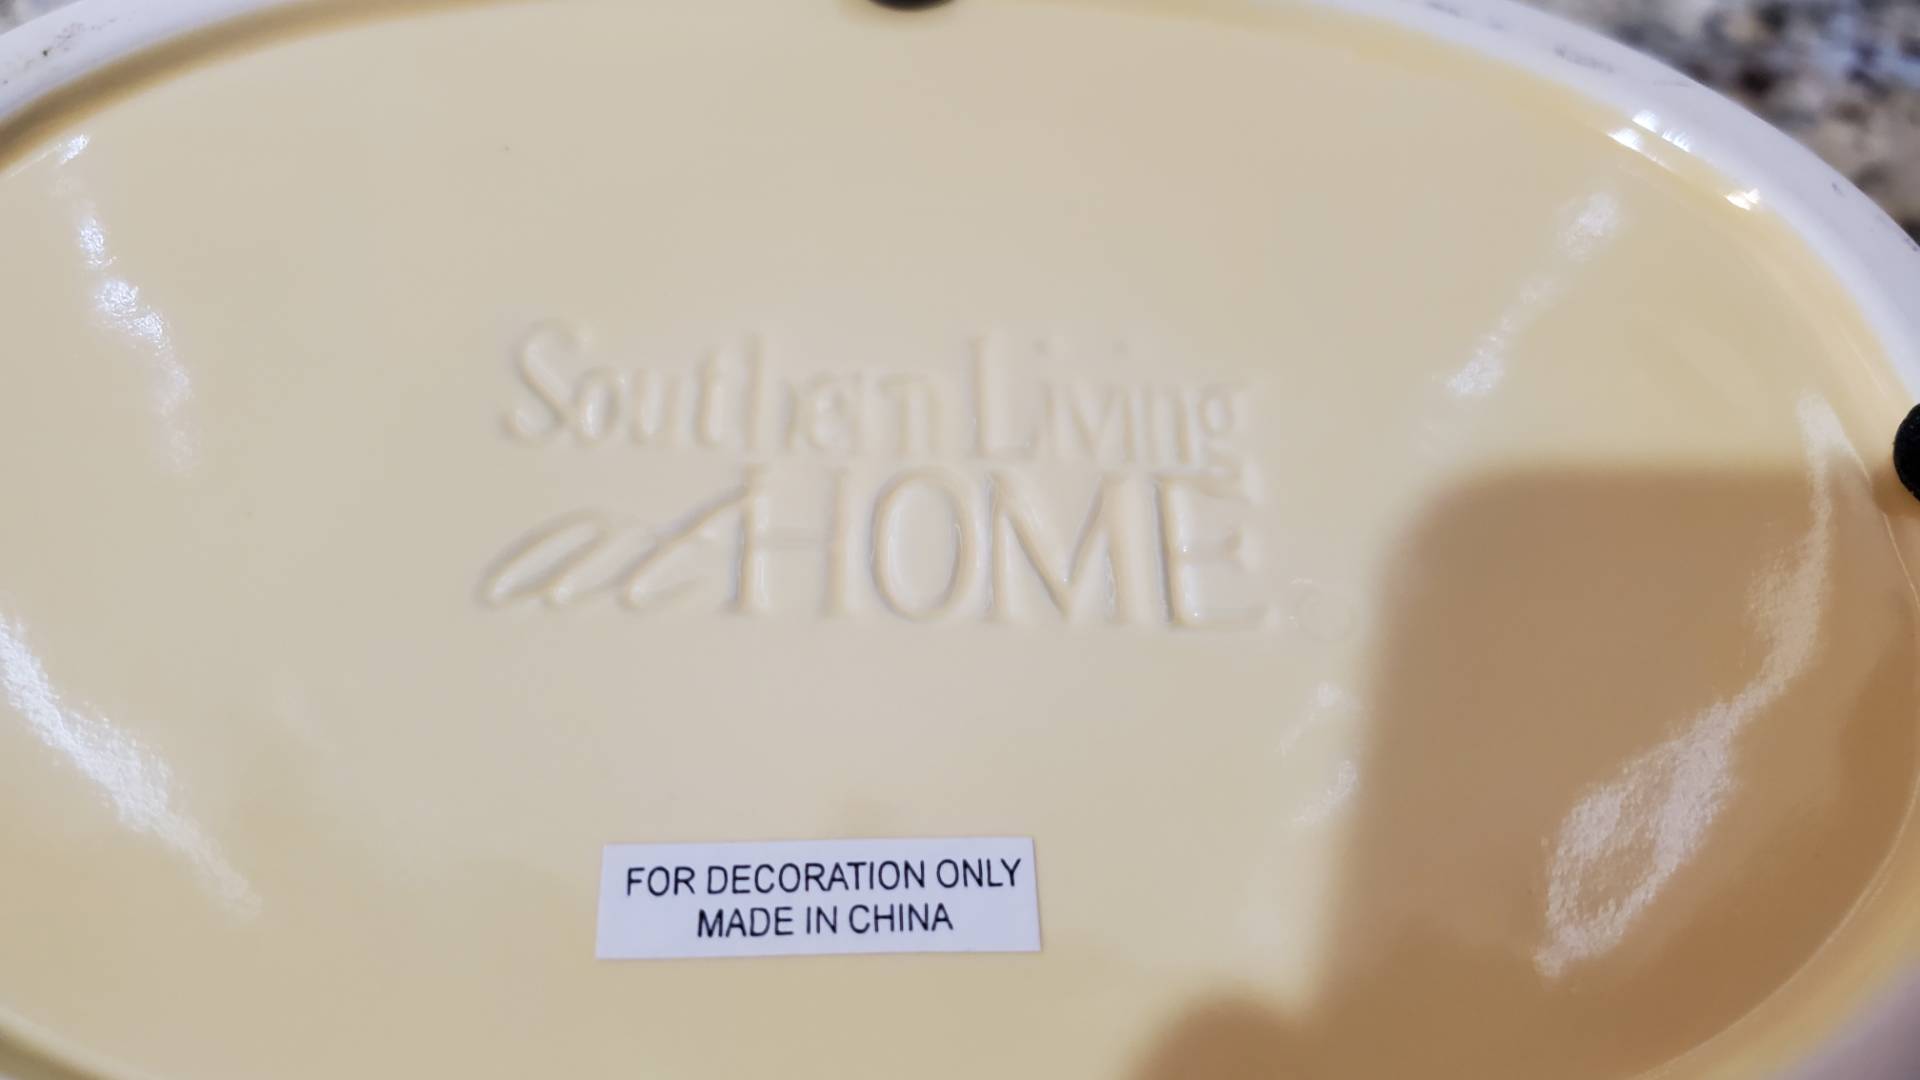 Southern Living
at HOME
FOR DECORATION ONLY
MADE IN CHINA